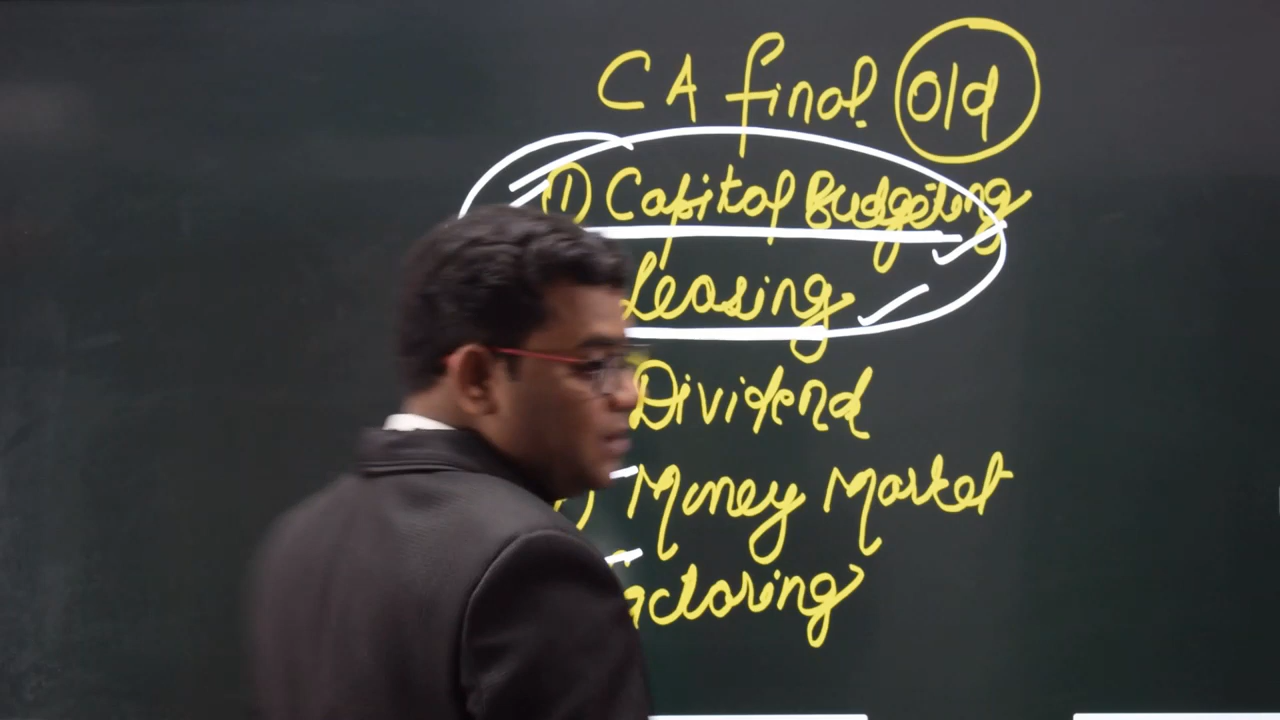 CA final Old
1) Capital Budgeting
Leasing
Dividend
Money Market
actoring